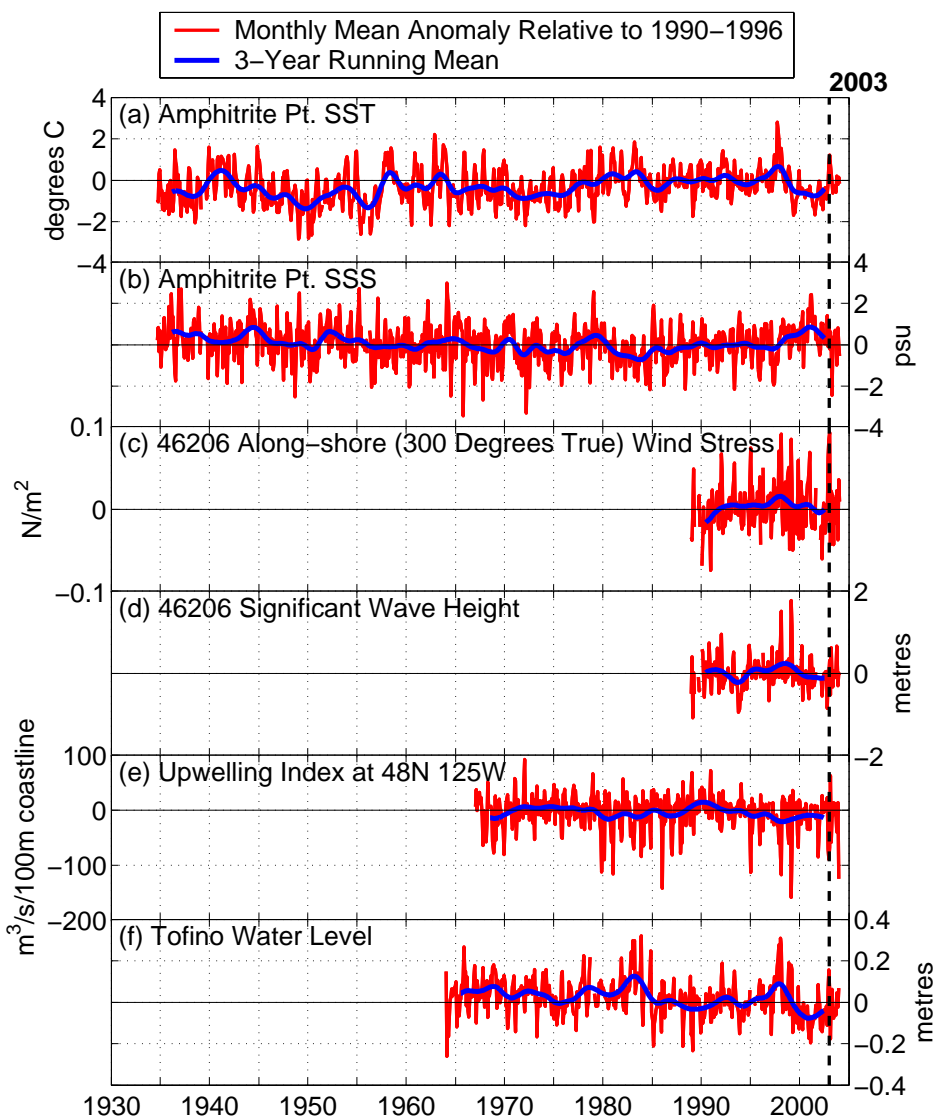 Monthly Mean Anomaly Relative to 1990−1996
3−Year Running Mean
2003
(a) Amphitrite Pt. SST
degrees C
4
2
0
−2
−4
(b) Amphitrite Pt. SSS
psu
4
2
0
−2
−4
(c) 46206 Along−shore (300 Degrees True) Wind Stress
N/m²
0.1
0
−0.1
(d) 46206 Significant Wave Height
metres
2
0
−2
(e) Upwelling Index at 48N 125W
m³/s/100m coastline
100
0
−100
−200
(f) Tofino Water Level
metres
0.4
0.2
0
−0.2
−0.4
1930 1940 1950 1960 1970 1980 1990 2000